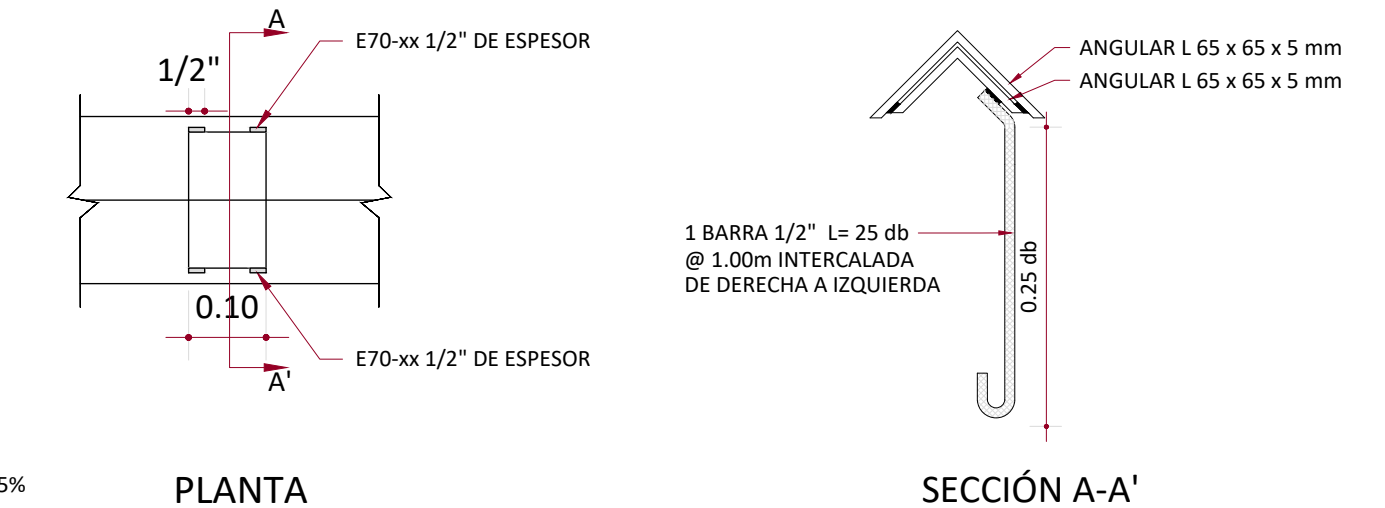 A
E70-xx 1/2" DE ESPESOR
1/2"
0.10
E70-xx 1/2" DE ESPESOR
A'
5%
PLANTA
ANGULAR L 65 x 65 x 5 mm
ANGULAR L 65 x 65 x 5 mm
1 BARRA 1/2" L= 25 db
@ 1.00m INTERCALADA
DE DERECHA A IZQUIERDA
0.25 db
SECCIÓN A-A'